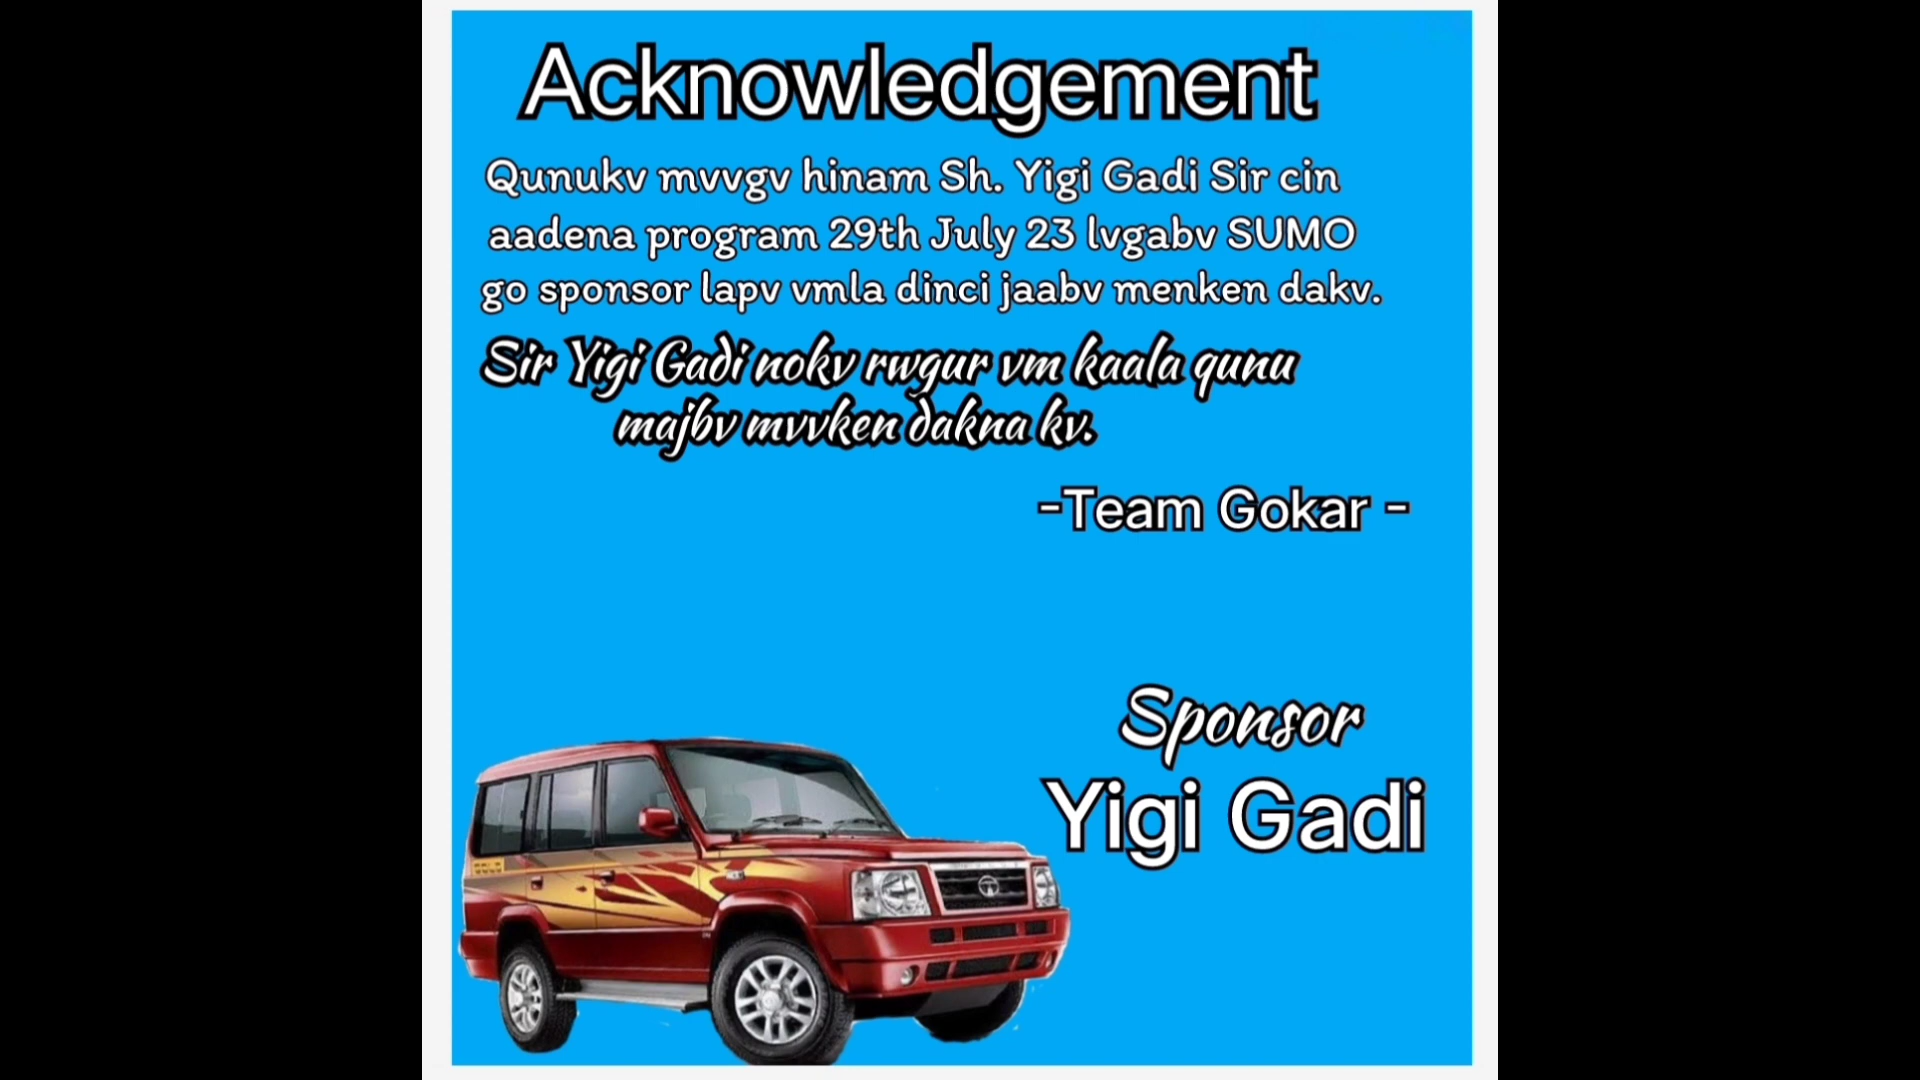 Acknowledgement
Qunukv mvvgv hinam Sh. Yigi Gadi Sir cin
aadena program 29th July 23 lvgabv SUMO
go sponsor lapv vmla dinci jaabv menken dakv.
Sir Yigi Gadi nokv rwgur vm kaala qunu
majbv mvvken dakna kv.
-Team Gokar -
Sponsor
Yigi Gadi